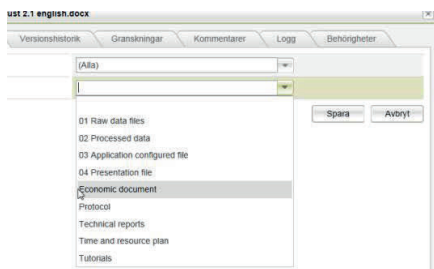 ust 2.1 english.docx
Versionshistorik Granskningar Kommentarer Logg Behörigheter
(Alla)
Spara Avbryt
01 Raw data files
02 Processed data
03 Application configured file
04 Presentation file
Economic document
Protocol
Technical reports
Time and resource plan
Tutorials